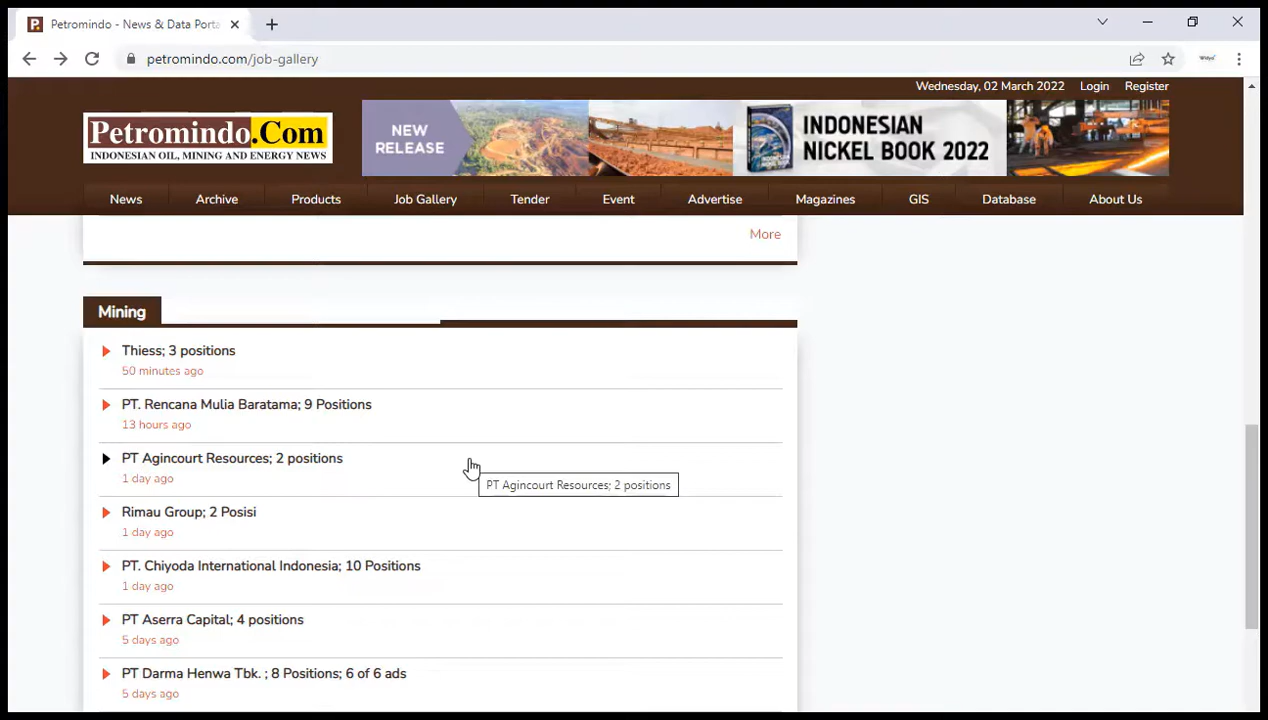 Petromindo - News & Data Porta
petromindo.com/job-gallery
Wednesday, 02 March 2022 Login Register
Petromindo.Com
INDONESIAN OIL, MINING AND ENERGY NEWS
NEW
RELEASE
INDONESIAN
NICKEL BOOK 2022
News Archive Products Job Gallery Tender Event Advertise Magazines GIS Database About Us
More
Mining
Thiess; 3 positions
50 minutes ago
PT. Rencana Mulia Baratama; 9 Positions
13 hours ago
PT Agincourt Resources; 2 positions
1 day ago
PT Agincourt Resources; 2 positions
Rimau Group; 2 Posisi
1 day ago
PT. Chiyoda International Indonesia; 10 Positions
1 day ago
PT Aserra Capital; 4 positions
5 days ago
PT Darma Henwa Tbk. ; 8 Positions; 6 of 6 ads
5 days ago